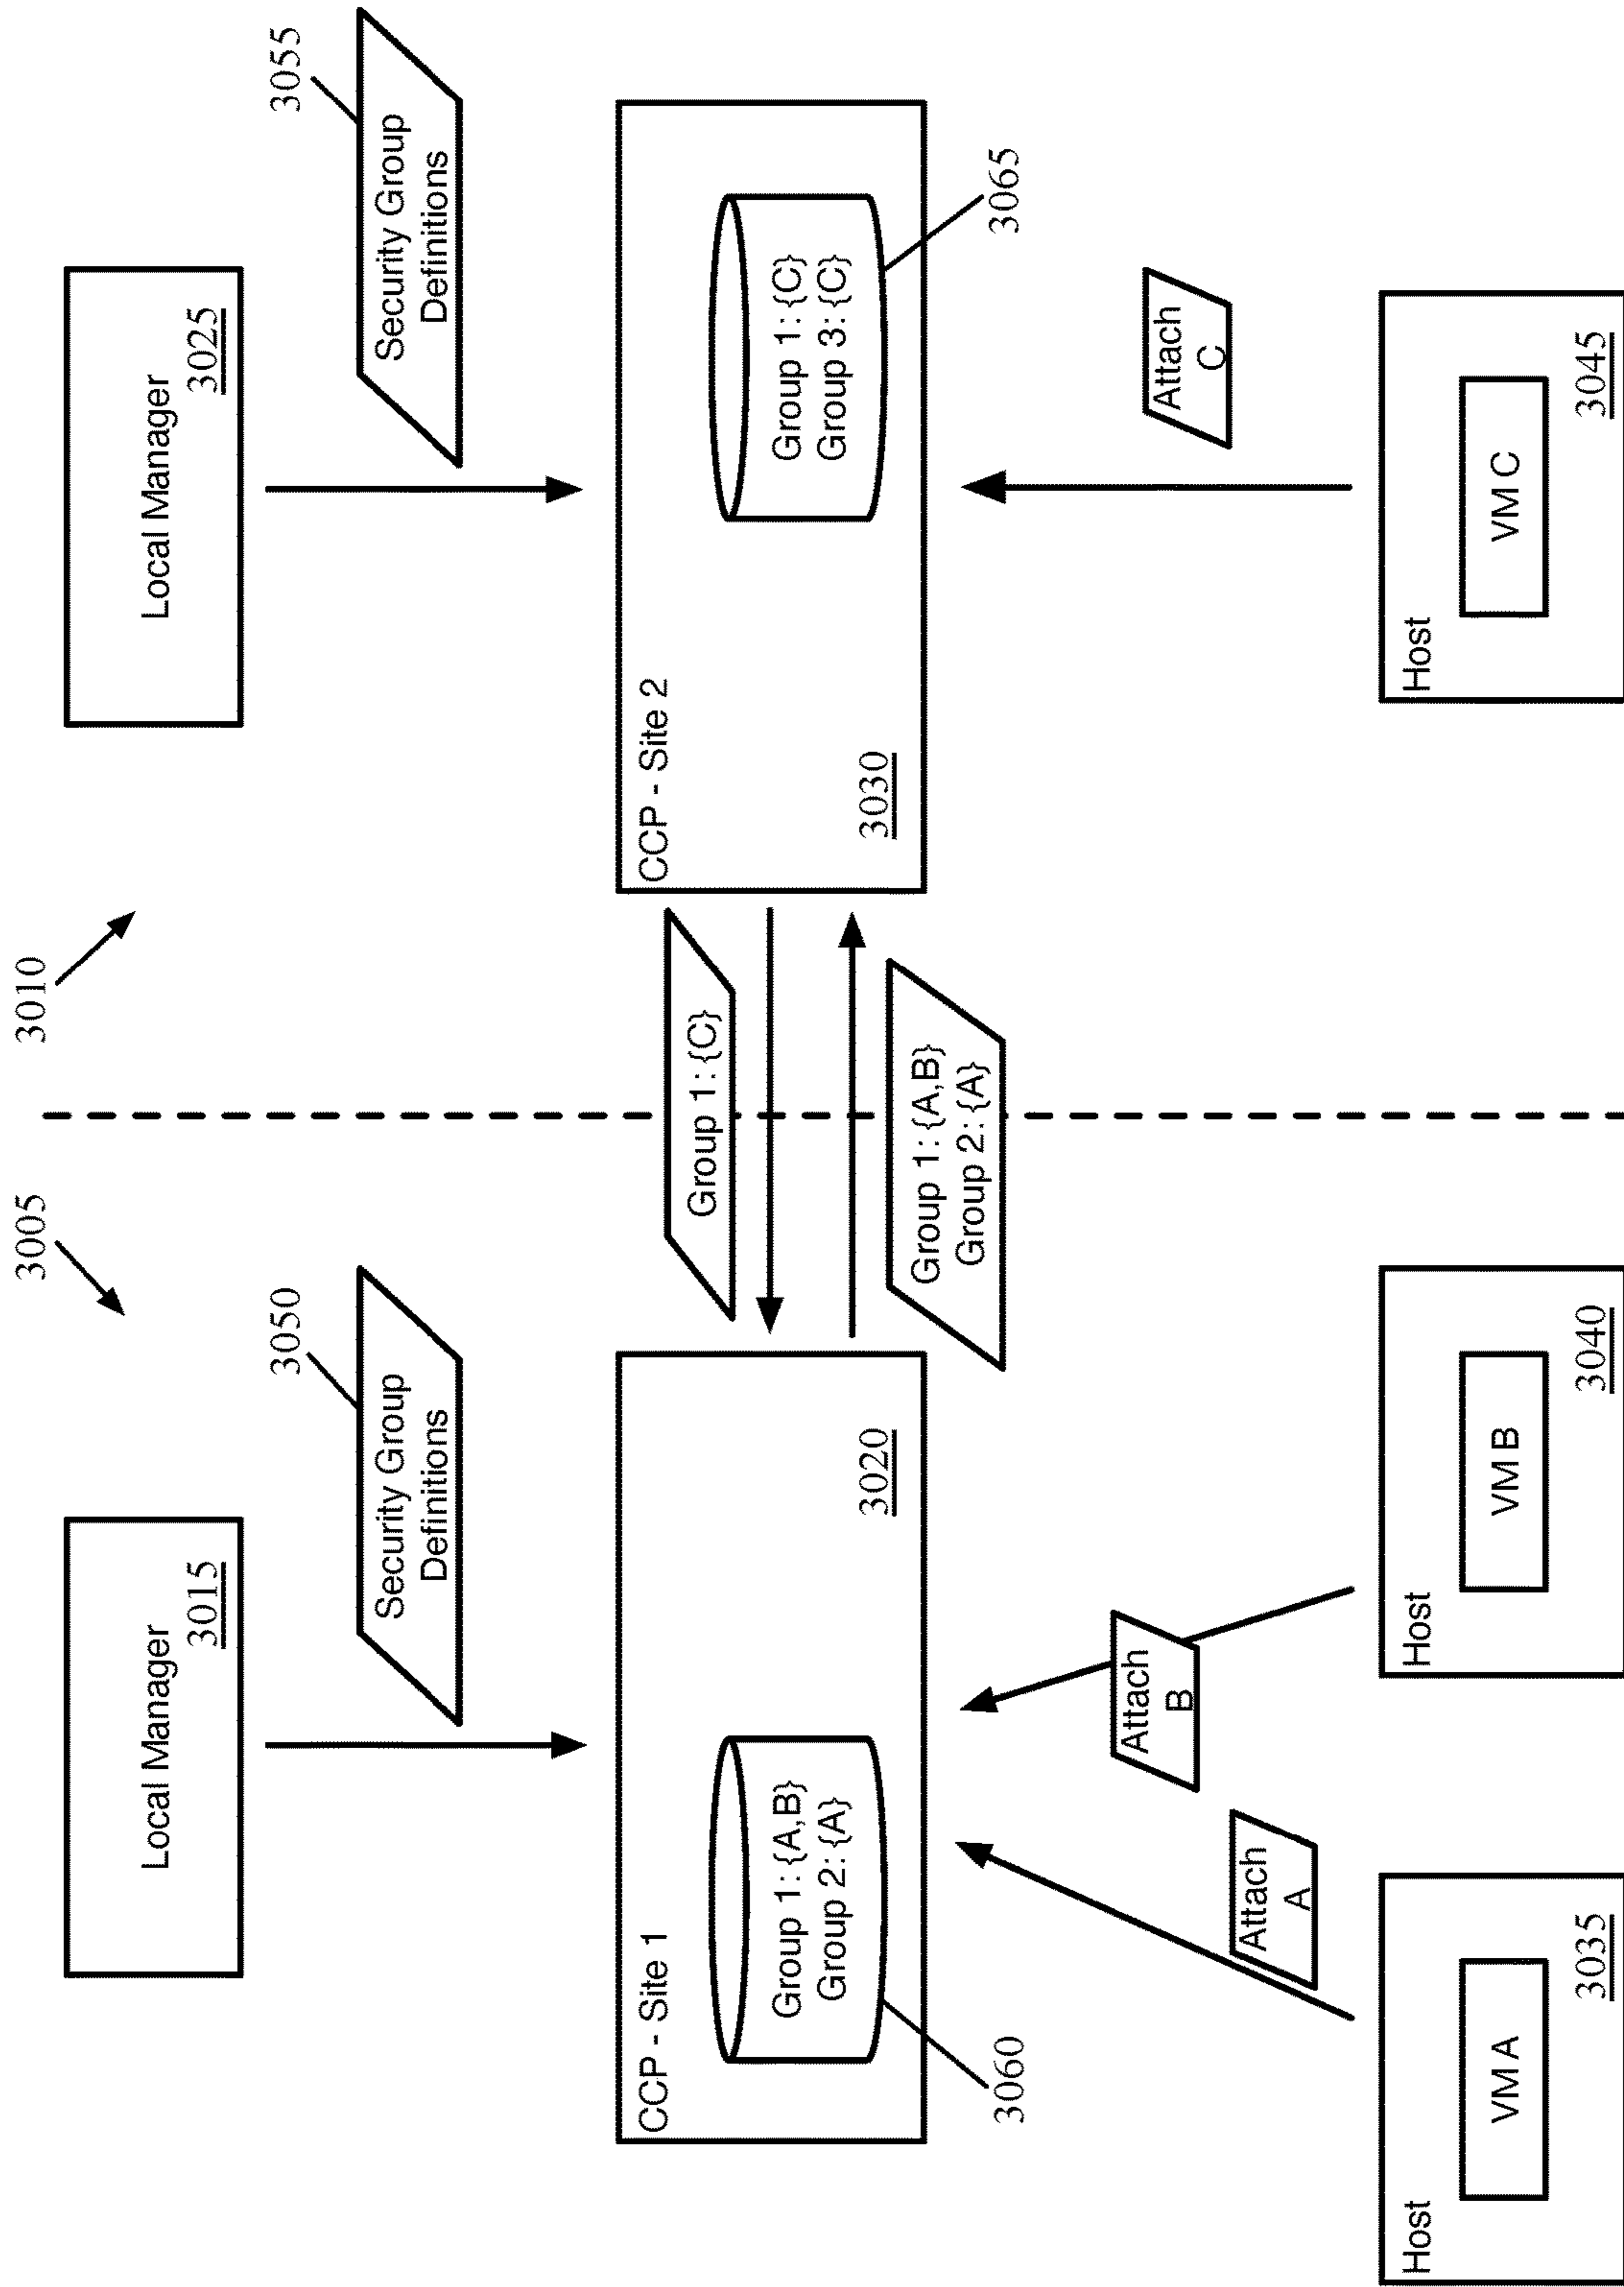 3005
3010
Local Manager
3015
Local Manager
3025
3050
Security Group
Definitions
3055
Security Group
Definitions
CCP - Site 1
Group 1: {A,B}
Group 2: {A}
3020
3060
Group 1: {C}
Group 1: {A,B}
Group 2: {A}
CCP - Site 2
3030
Group 1: {C}
Group 3: {C}
3065
Attach
A
Attach
B
Attach
C
Host
VM A
3035
Host
VM B
3040
Host
VM C
3045